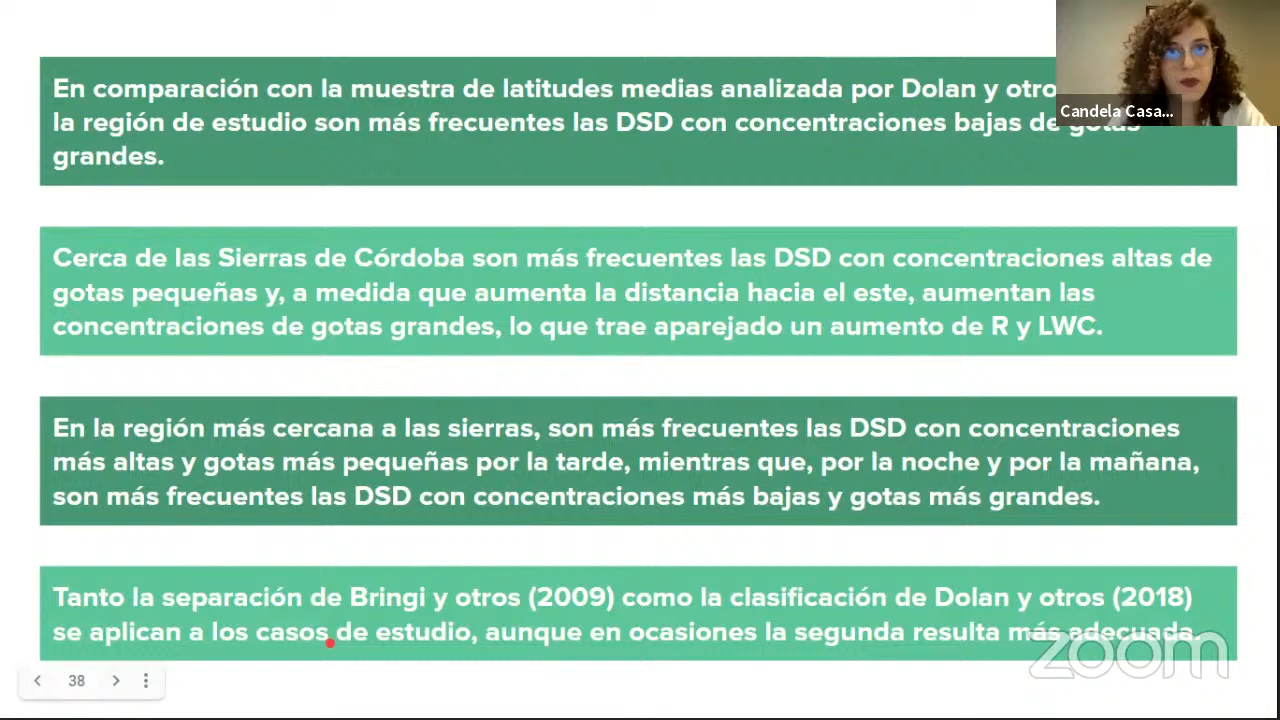 En comparación con la muestra de latitudes medias analizada por Dolan y otro
la región de estudio son más frecuentes las DSD con concentraciones bajas de gotas
grandes.
Candela Casa...
Cerca de las Sierras de Córdoba son más frecuentes las DSD con concentraciones altas de
gotas pequeñas y, a medida que aumenta la distancia hacia el este, aumentan las
concentraciones de gotas grandes, lo que trae aparejado un aumento de R y LWC.
En la región más cercana a las sierras, son más frecuentes las DSD con concentraciones
más altas y gotas más pequeñas por la tarde, mientras que, por la noche y por la mañana,
son más frecuentes las DSD con concentraciones más bajas y gotas más grandes.
Tanto la separación de Bringi y otros (2009) como la clasificación de Dolan y otros (2018)
se aplican a los casos de estudio, aunque en ocasiones la segunda resulta más adecuada.
zoom
38